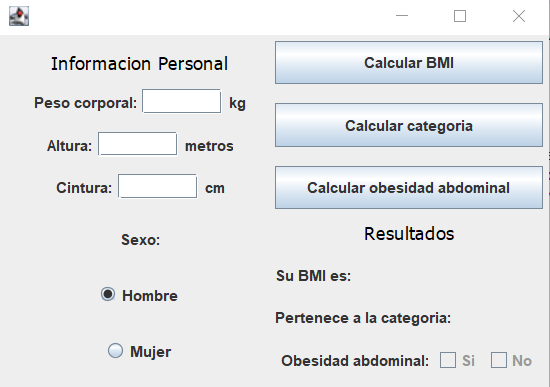 Informacion Personal
Peso corporal: kg
Altura: metros
Cintura: cm
Sexo:
Hombre
Mujer
Calcular BMI
Calcular categoria
Calcular obesidad abdominal
Resultados
Su BMI es:
Pertenece a la categoria:
Obesidad abdominal: Si No